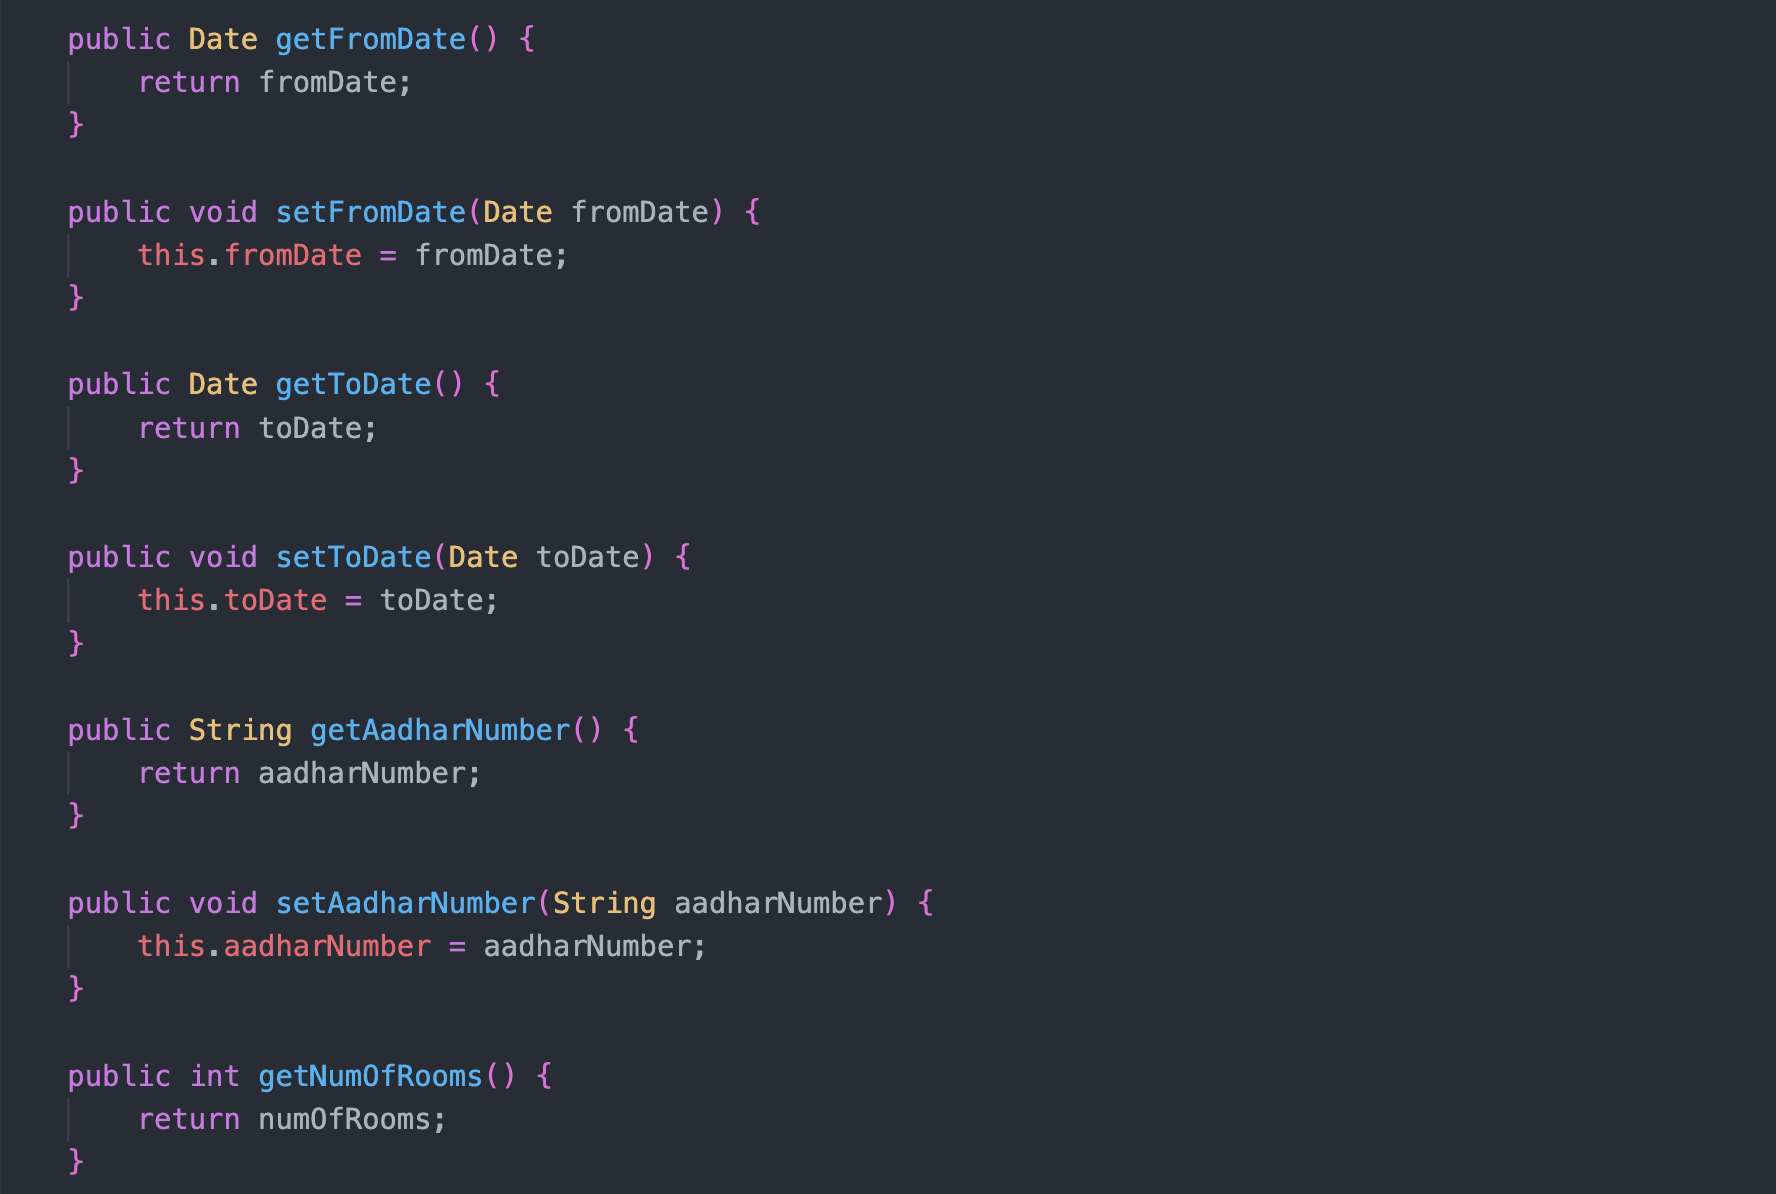 public Date getFromDate() {
    return fromDate;
}

public void setFromDate(Date fromDate) {
    this.fromDate = fromDate;
}

public Date getToDate() {
    return toDate;
}

public void setToDate(Date toDate) {
    this.toDate = toDate;
}

public String getAadharNumber() {
    return aadharNumber;
}

public void setAadharNumber(String aadharNumber) {
    this.aadharNumber = aadharNumber;
}

public int getNumOfRooms() {
    return numOfRooms;
}